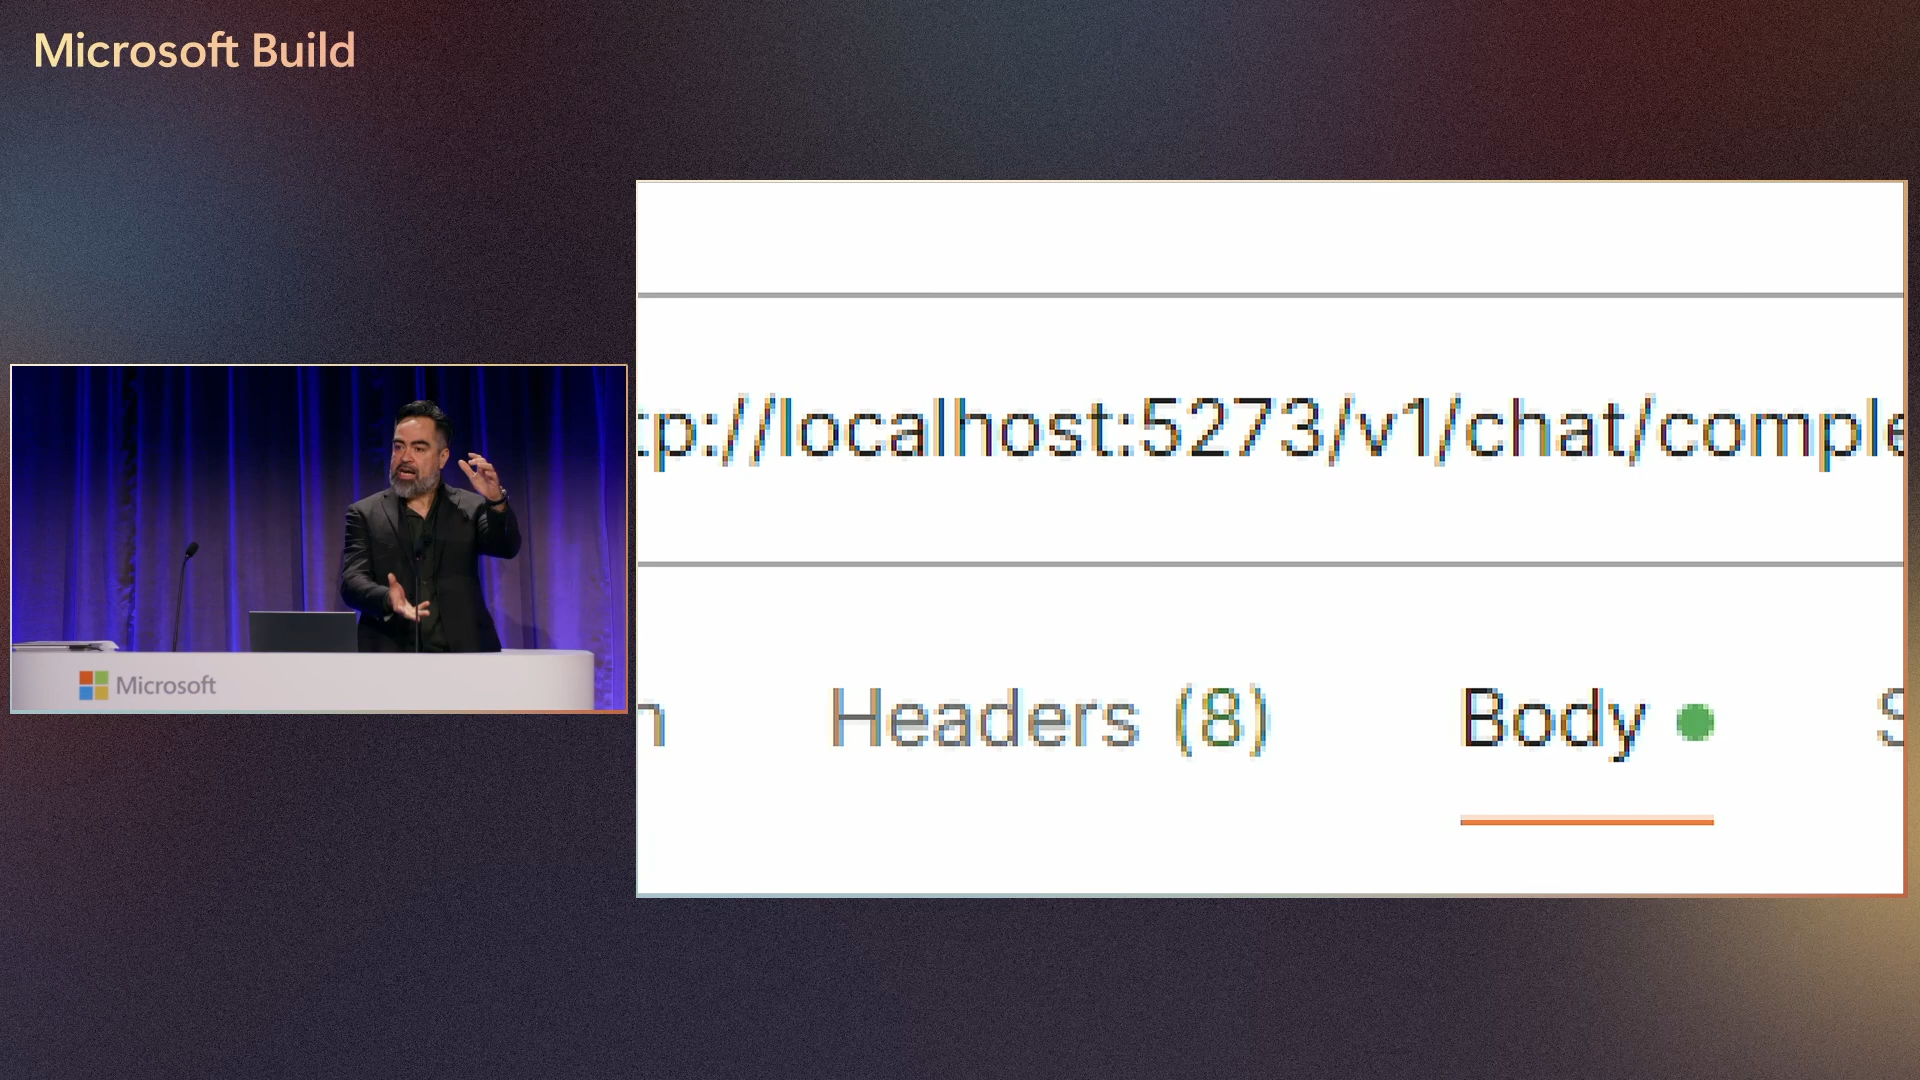 Microsoft Build
tp://localhost:5273/v1/chat/comple
n Headers (8) Body S
Microsoft